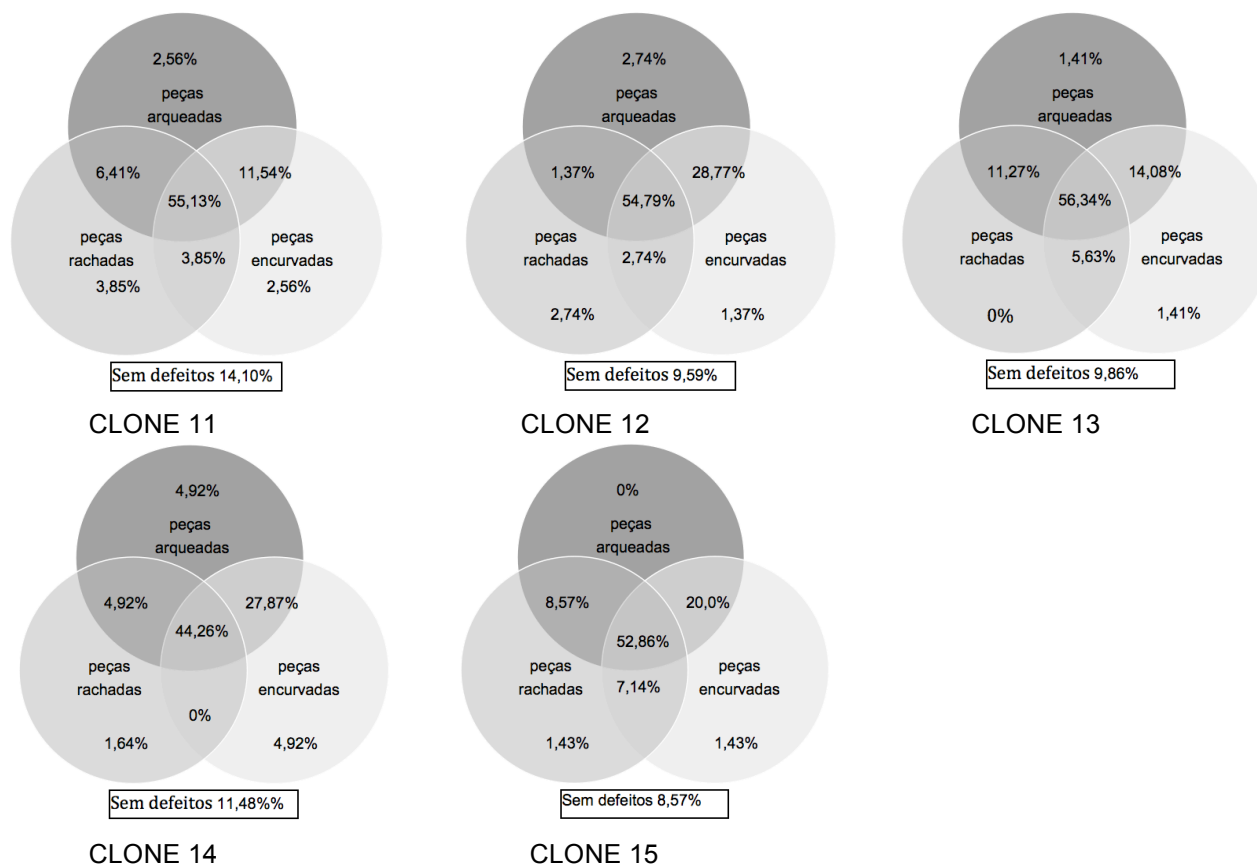 2,56%
peças
arqueadas
6,41%
11,54%
55,13%
peças
rachadas
3,85%
peças
encurvadas
3,85%
2,56%
Sem defeitos 14,10%
CLONE 11
2,74%
peças
arqueadas
1,37%
28,77%
54,79%
peças
rachadas
2,74%
peças
encurvadas
2,74%
1,37%
Sem defeitos 9,59%
CLONE 12
1,41%
peças
arqueadas
11,27%
14,08%
56,34%
peças
rachadas
5,63%
peças
encurvadas
0%
1,41%
Sem defeitos 9,86%
CLONE 13
4,92%
peças
arqueadas
4,92%
27,87%
44,26%
peças
rachadas
peças
encurvadas
0%
1,64%
4,92%
Sem defeitos 11,48%%
CLONE 14
0%
peças
arqueadas
8,57%
20,0%
52,86%
peças
rachadas
7,14%
peças
encurvadas
1,43%
1,43%
Sem defeitos 8,57%
CLONE 15